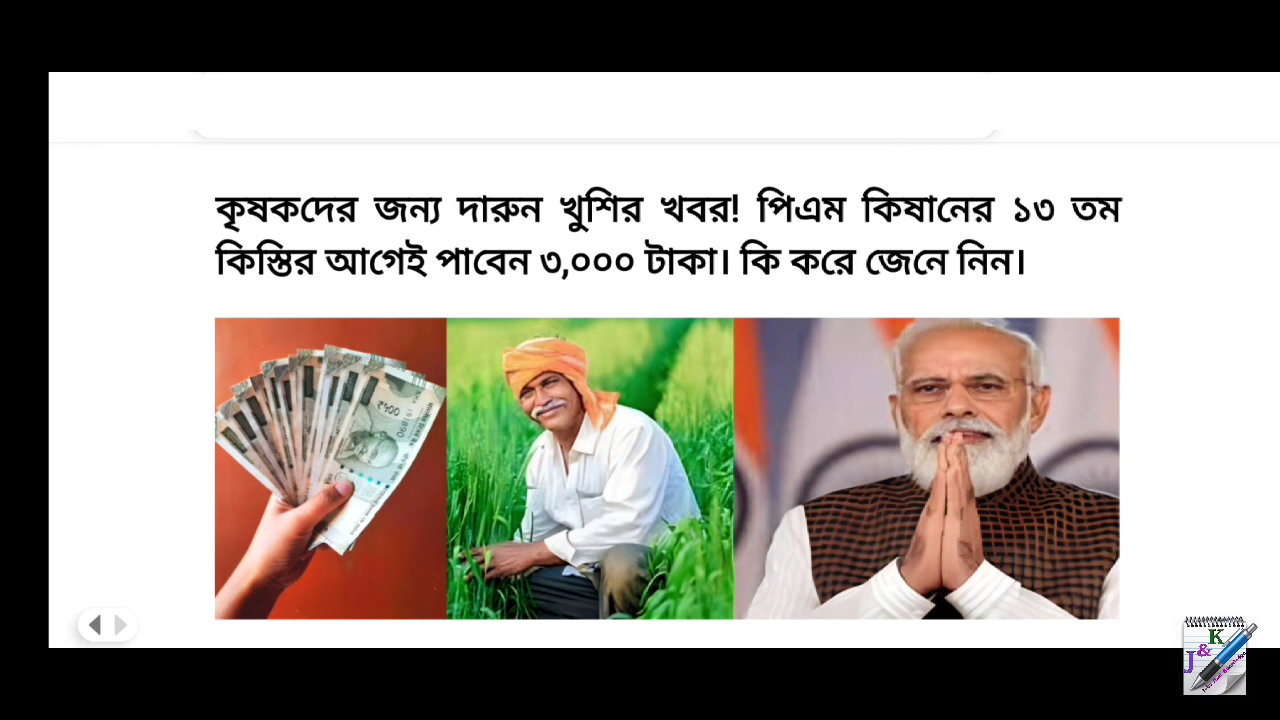 কৃষকদের জন্য দারুন খুশির খবর! পিএম কিষানের ১৩ তম
কিস্তির আগেই পাবেন ৩,০০০ টাকা। কি করে জেনে নিন।
J&K